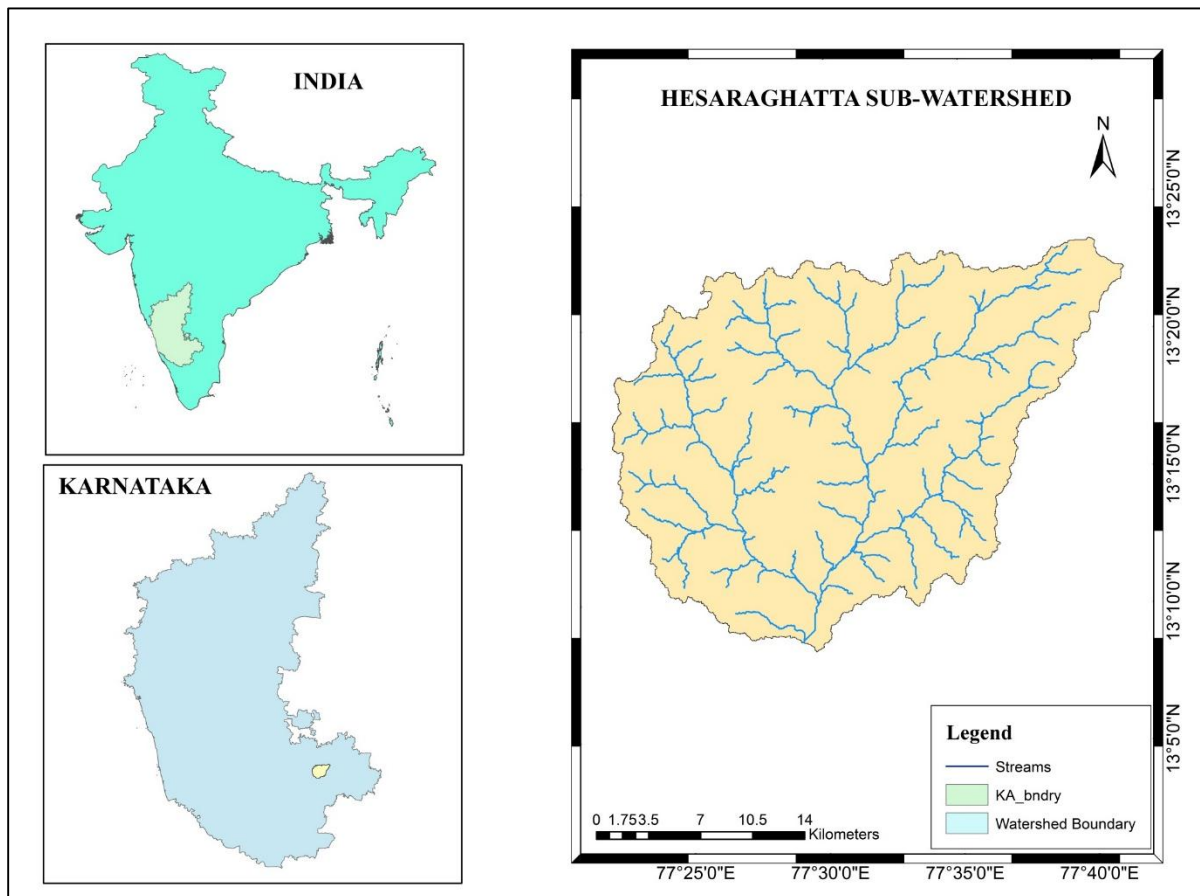 INDIA
KARNATAKA
HESARAGHATTA SUB-WATERSHED
N
13°25'0"N
13°20'0"N
13°15'0"N
13°10'0"N
13°5'0"N
Legend
Streams
KA_bndry
Watershed Boundary
0 1.75 3.5 7 10.5 14
Kilometers
77°25'0"E 77°30'0"E 77°35'0"E 77°40'0"E